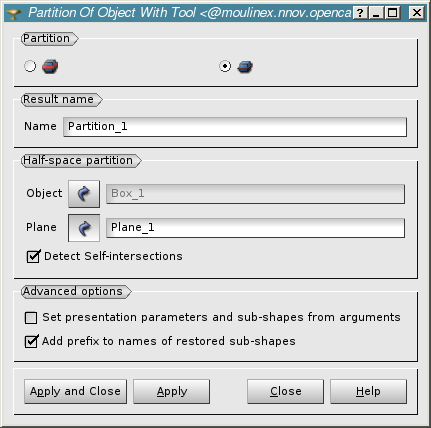 Partition Of Object With Tool <@moulinex.nnov.openca
Partition
Result name
Name Partition_1
Half-space partition
Object Box_1
Plane Plane_1
Detect Self-intersections
Advanced options
Set presentation parameters and sub-shapes from arguments
Add prefix to names of restored sub-shapes
Apply and Close Apply Close Help